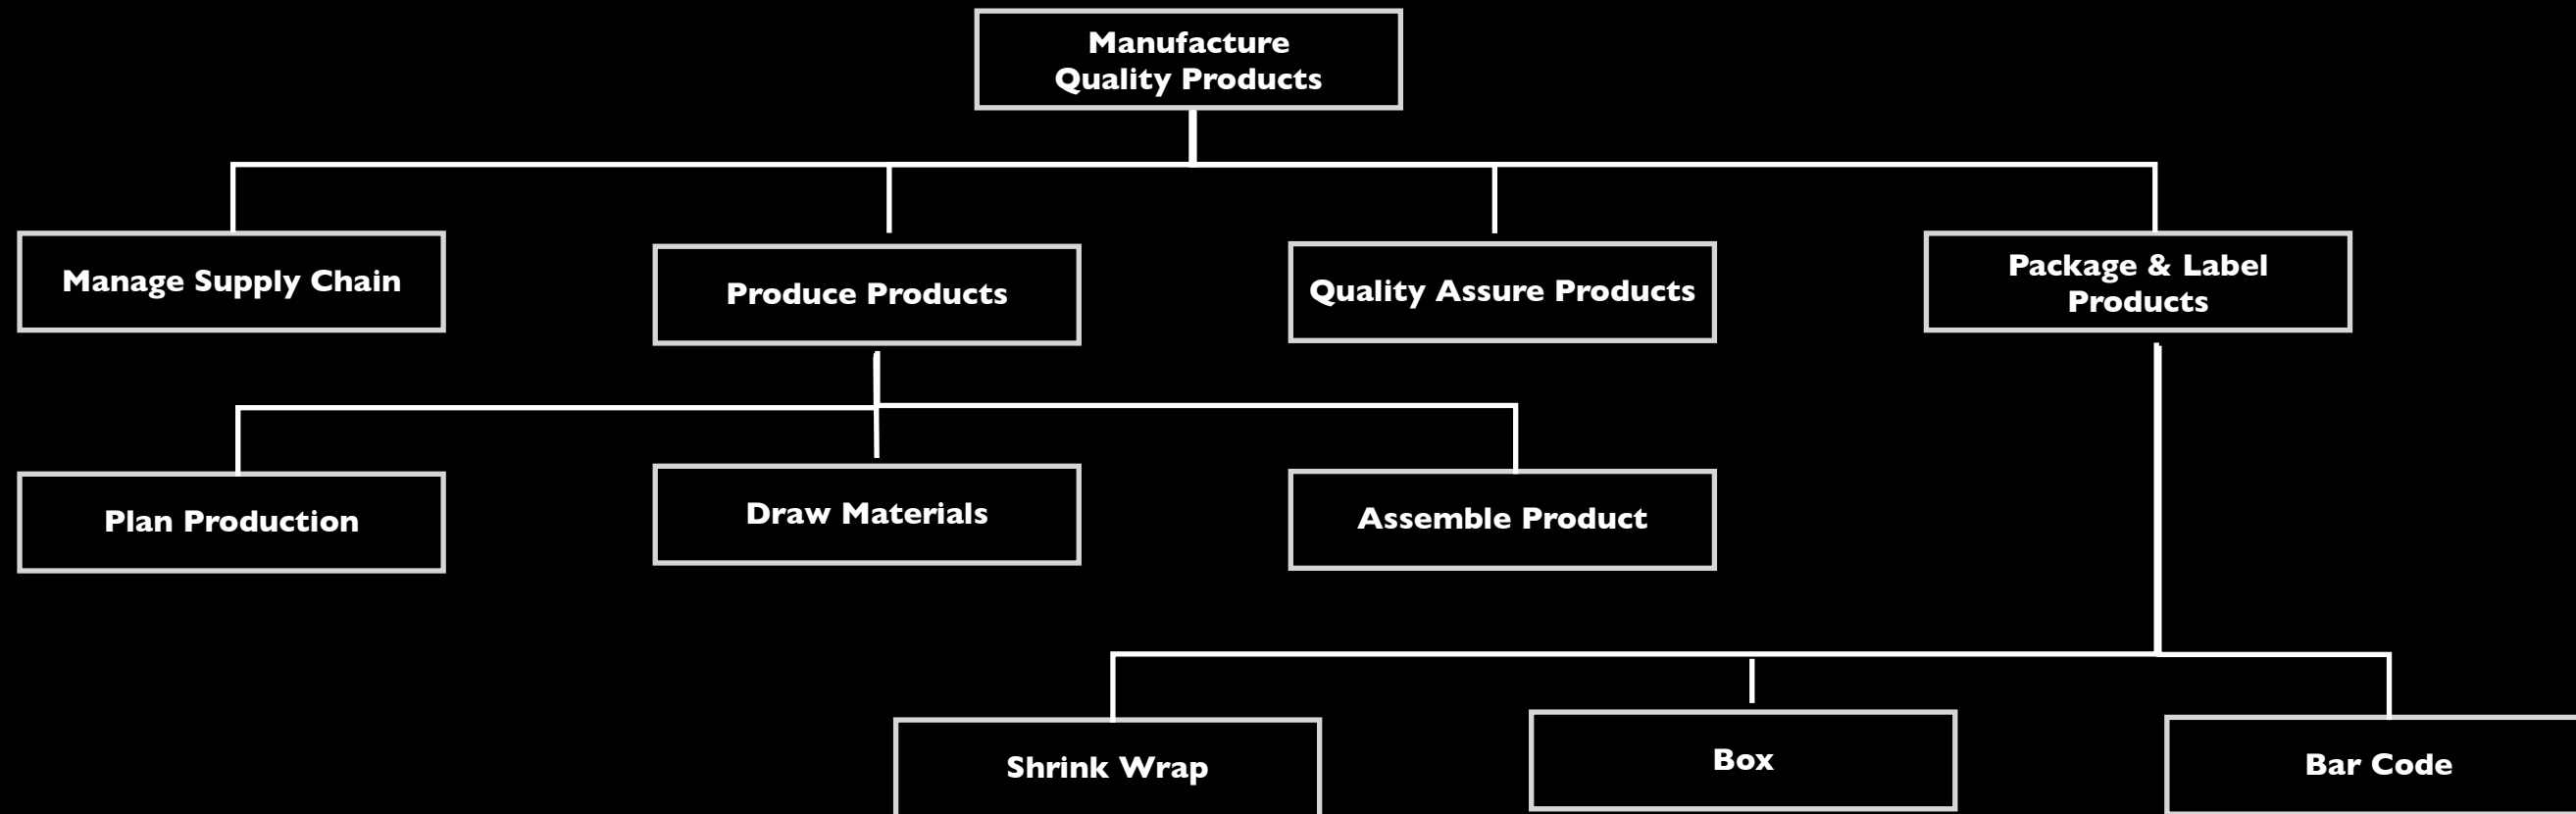 Manufacture
Quality Products
Manage Supply Chain
Produce Products
Quality Assure Products
Package & Label
Products
Plan Production
Draw Materials
Assemble Product
Shrink Wrap
Box
Bar Code